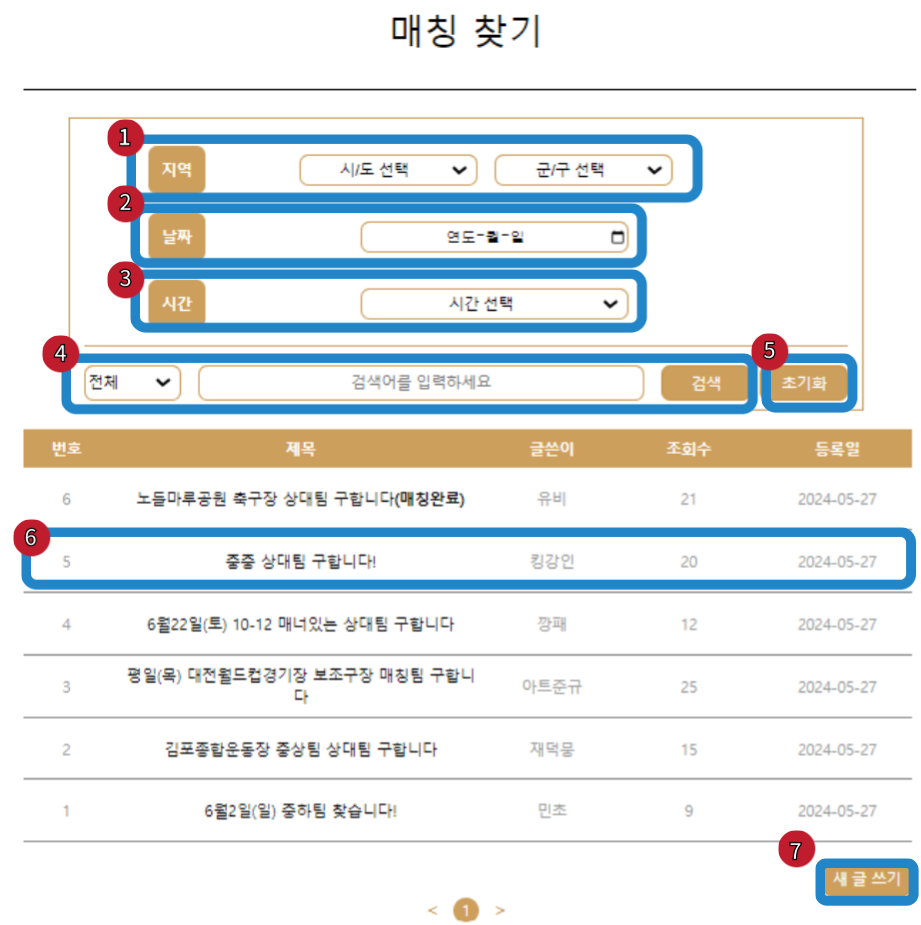 매칭 찾기
1
지역 시/도 선택 군/구 선택
2
날짜 연도-월-일
3
시간 시간 선택
4 5
전체 검색어를 입력하세요 검색 초기화
번호 제목 글쓴이 조회수 등록일
6 노들마루공원 축구장 상대팀 구합니다(매칭완료) 유비 21 2024-05-27
6
5 중중 상대팀 구합니다! 킹강인 20 2024-05-27
4 6월22일(토) 10-12 매너있는 상대팀 구합니다 깡패 12 2024-05-27
3 평일(목) 대전월드컵경기장 보조구장 매칭팀 구합니
다 아트준규 25 2024-05-27
2 김포종합운동장 중상팀 상대팀 구합니다 재덕몽 15 2024-05-27
1 6월2일(일) 중하팀 찾습니다! 민초 9 2024-05-27
7
새 글 쓰기
< 1 >